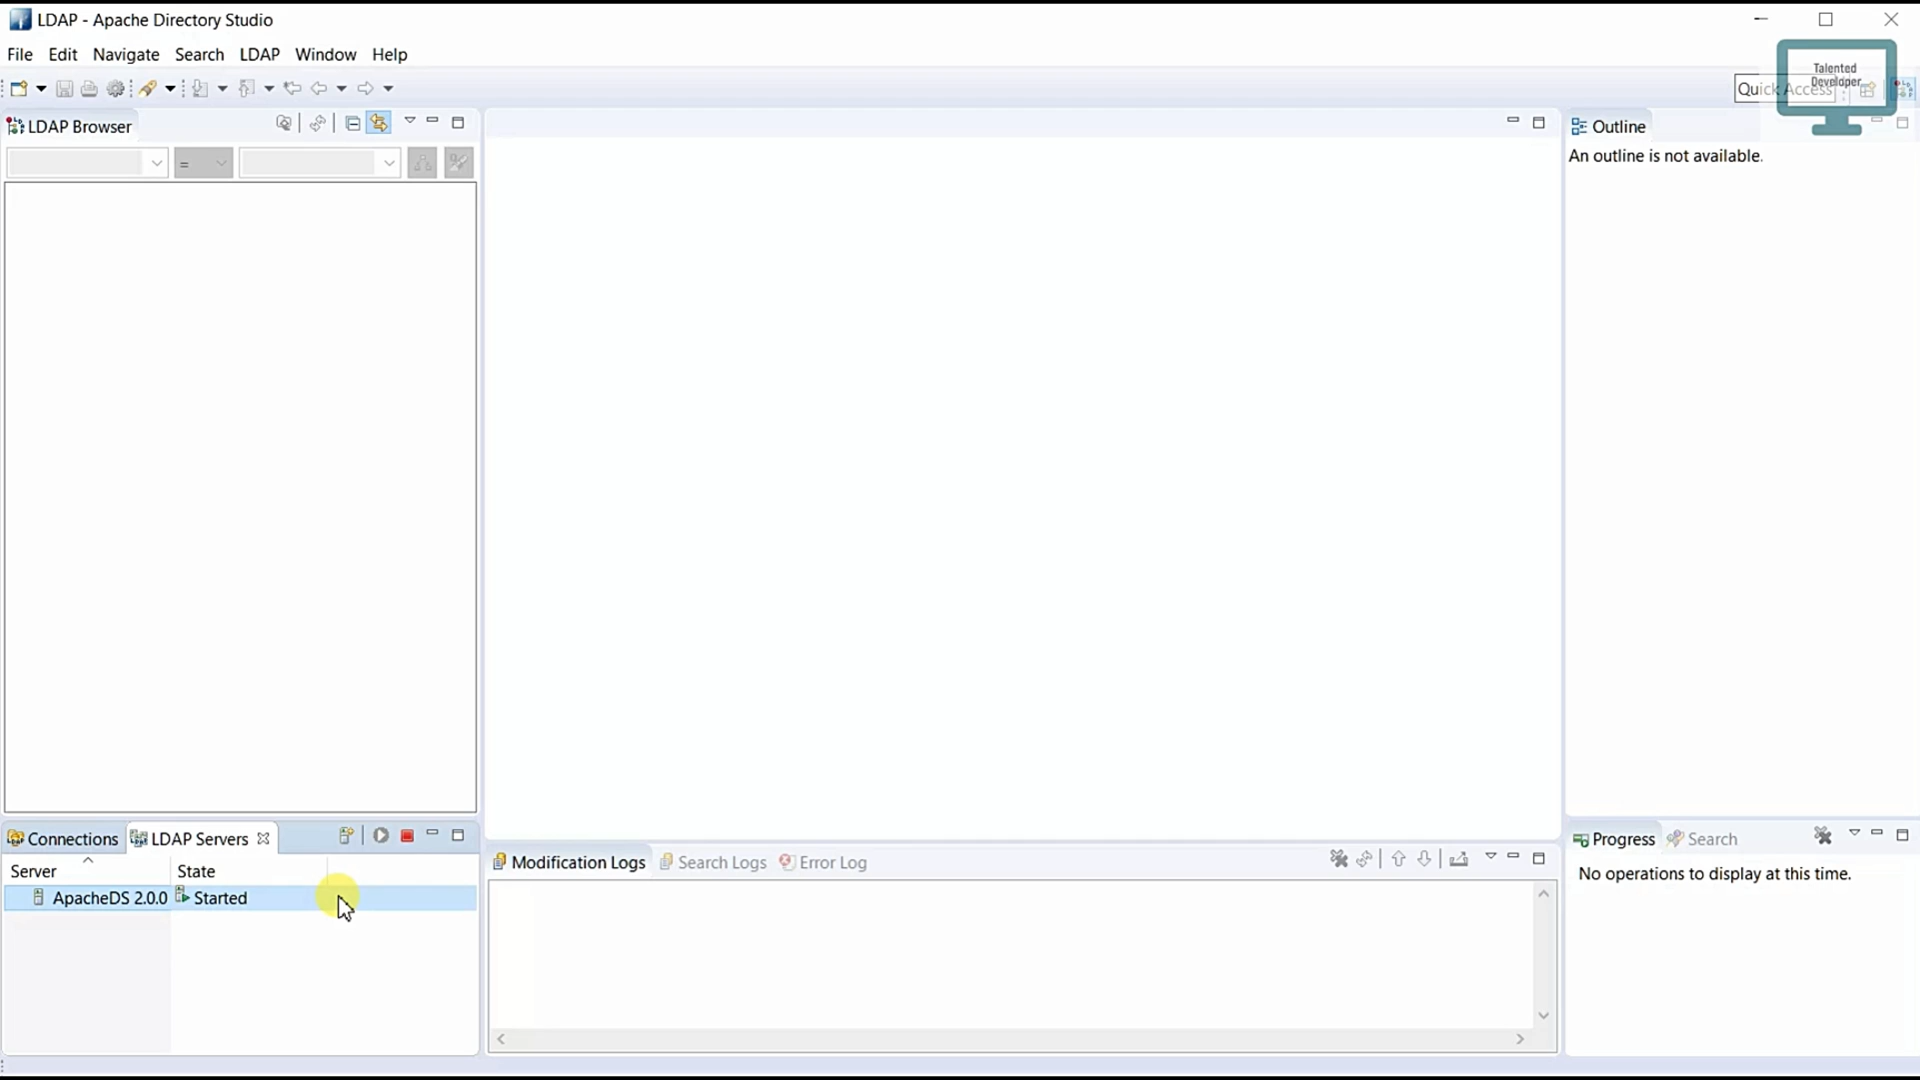 LDAP - Apache Directory Studio
File Edit Navigate Search LDAP Window Help
Talented
Developer
Quick Access
LDAP Browser
=
Outline
An outline is not available.
Connections LDAP Servers
Server State
ApacheDS 2.0.0 Started
Modification Logs Search Logs Error Log
Progress Search
No operations to display at this time.